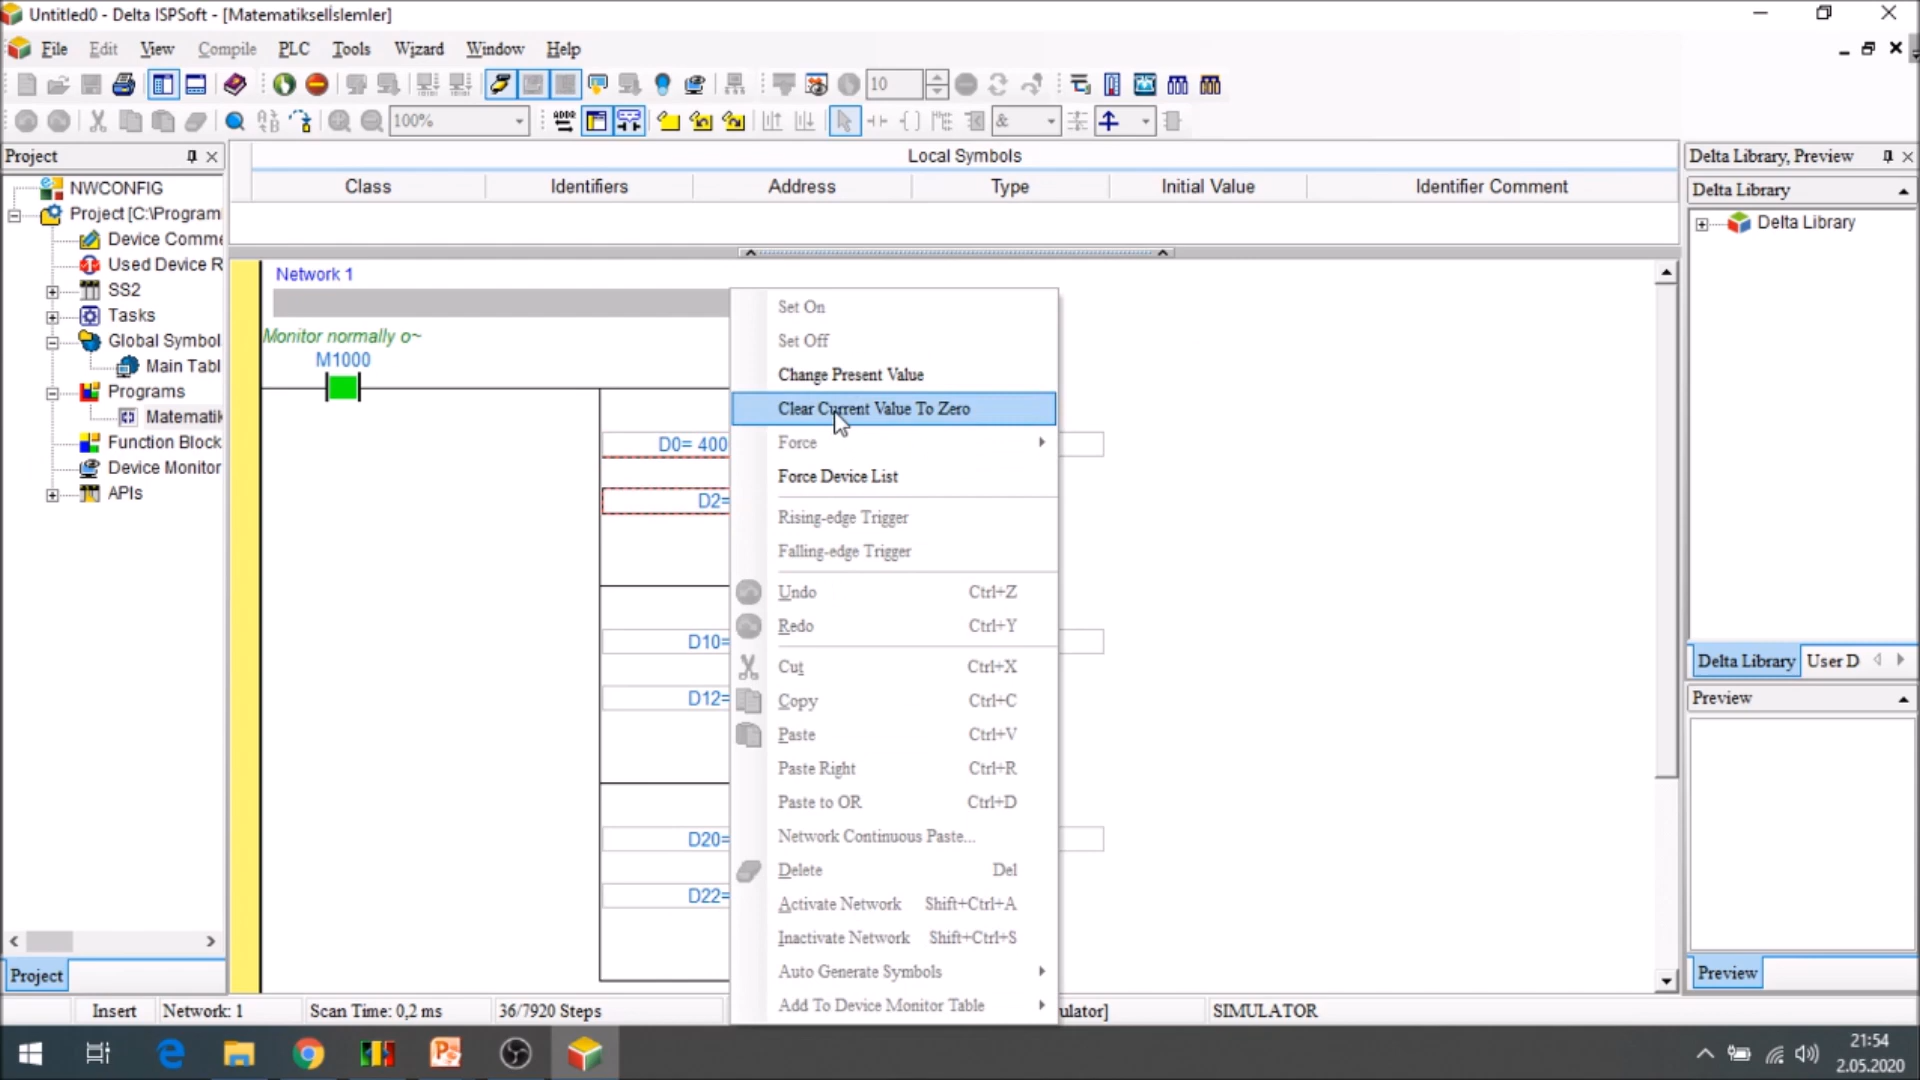 Untitled0 - Delta ISPSoft - [Matematikselİslemler]
File Edit View Compile PLC Tools Wizard Window Help
10
100%
&
Project
NWCONFIG
Project [C:\Program
Device Comme
Used Device R
SS2
Tasks
Global Symbol
Main Tabl
Programs
Matematik
Function Block
Device Monitor
APIs
Project
Local Symbols
Class Identifiers Address Type Initial Value Identifier Comment
Network 1
Monitor normally o~
M1000
D0= 400
D2=
D10=
D12=
D20=
D22=
Set On
Set Off
Change Present Value
Clear Current Value To Zero
Force
Force Device List
Rising-edge Trigger
Falling-edge Trigger
Undo Ctrl+Z
Redo Ctrl+Y
Cut Ctrl+X
Copy Ctrl+C
Paste Ctrl+V
Paste Right Ctrl+R
Paste to OR Ctrl+D
Network Continuous Paste...
Delete Del
Activate Network Shift+Ctrl+A
Inactivate Network Shift+Ctrl+S
Auto Generate Symbols
Add To Device Monitor Table
Delta Library, Preview
Delta Library
Delta Library
Delta Library User D
Preview
Preview
Insert Network: 1 Scan Time: 0,2 ms 36/7920 Steps ulator] SIMULATOR
21:54
2.05.2020